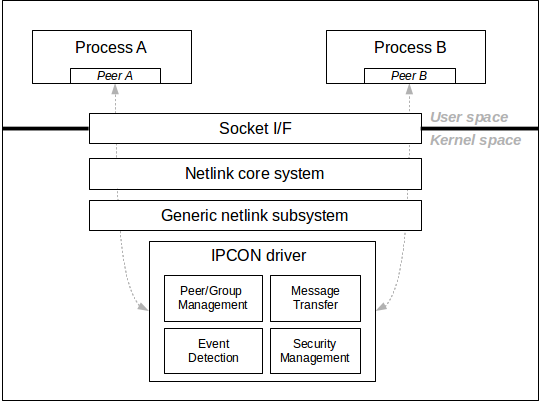 Process A
Process B
Peer A
Peer B
Socket I/F
User space
Kernel space
Netlink core system
Generic netlink subsystem
IPCON driver
Peer/Group
Management
Message
Transfer
Event
Detection
Security
Management